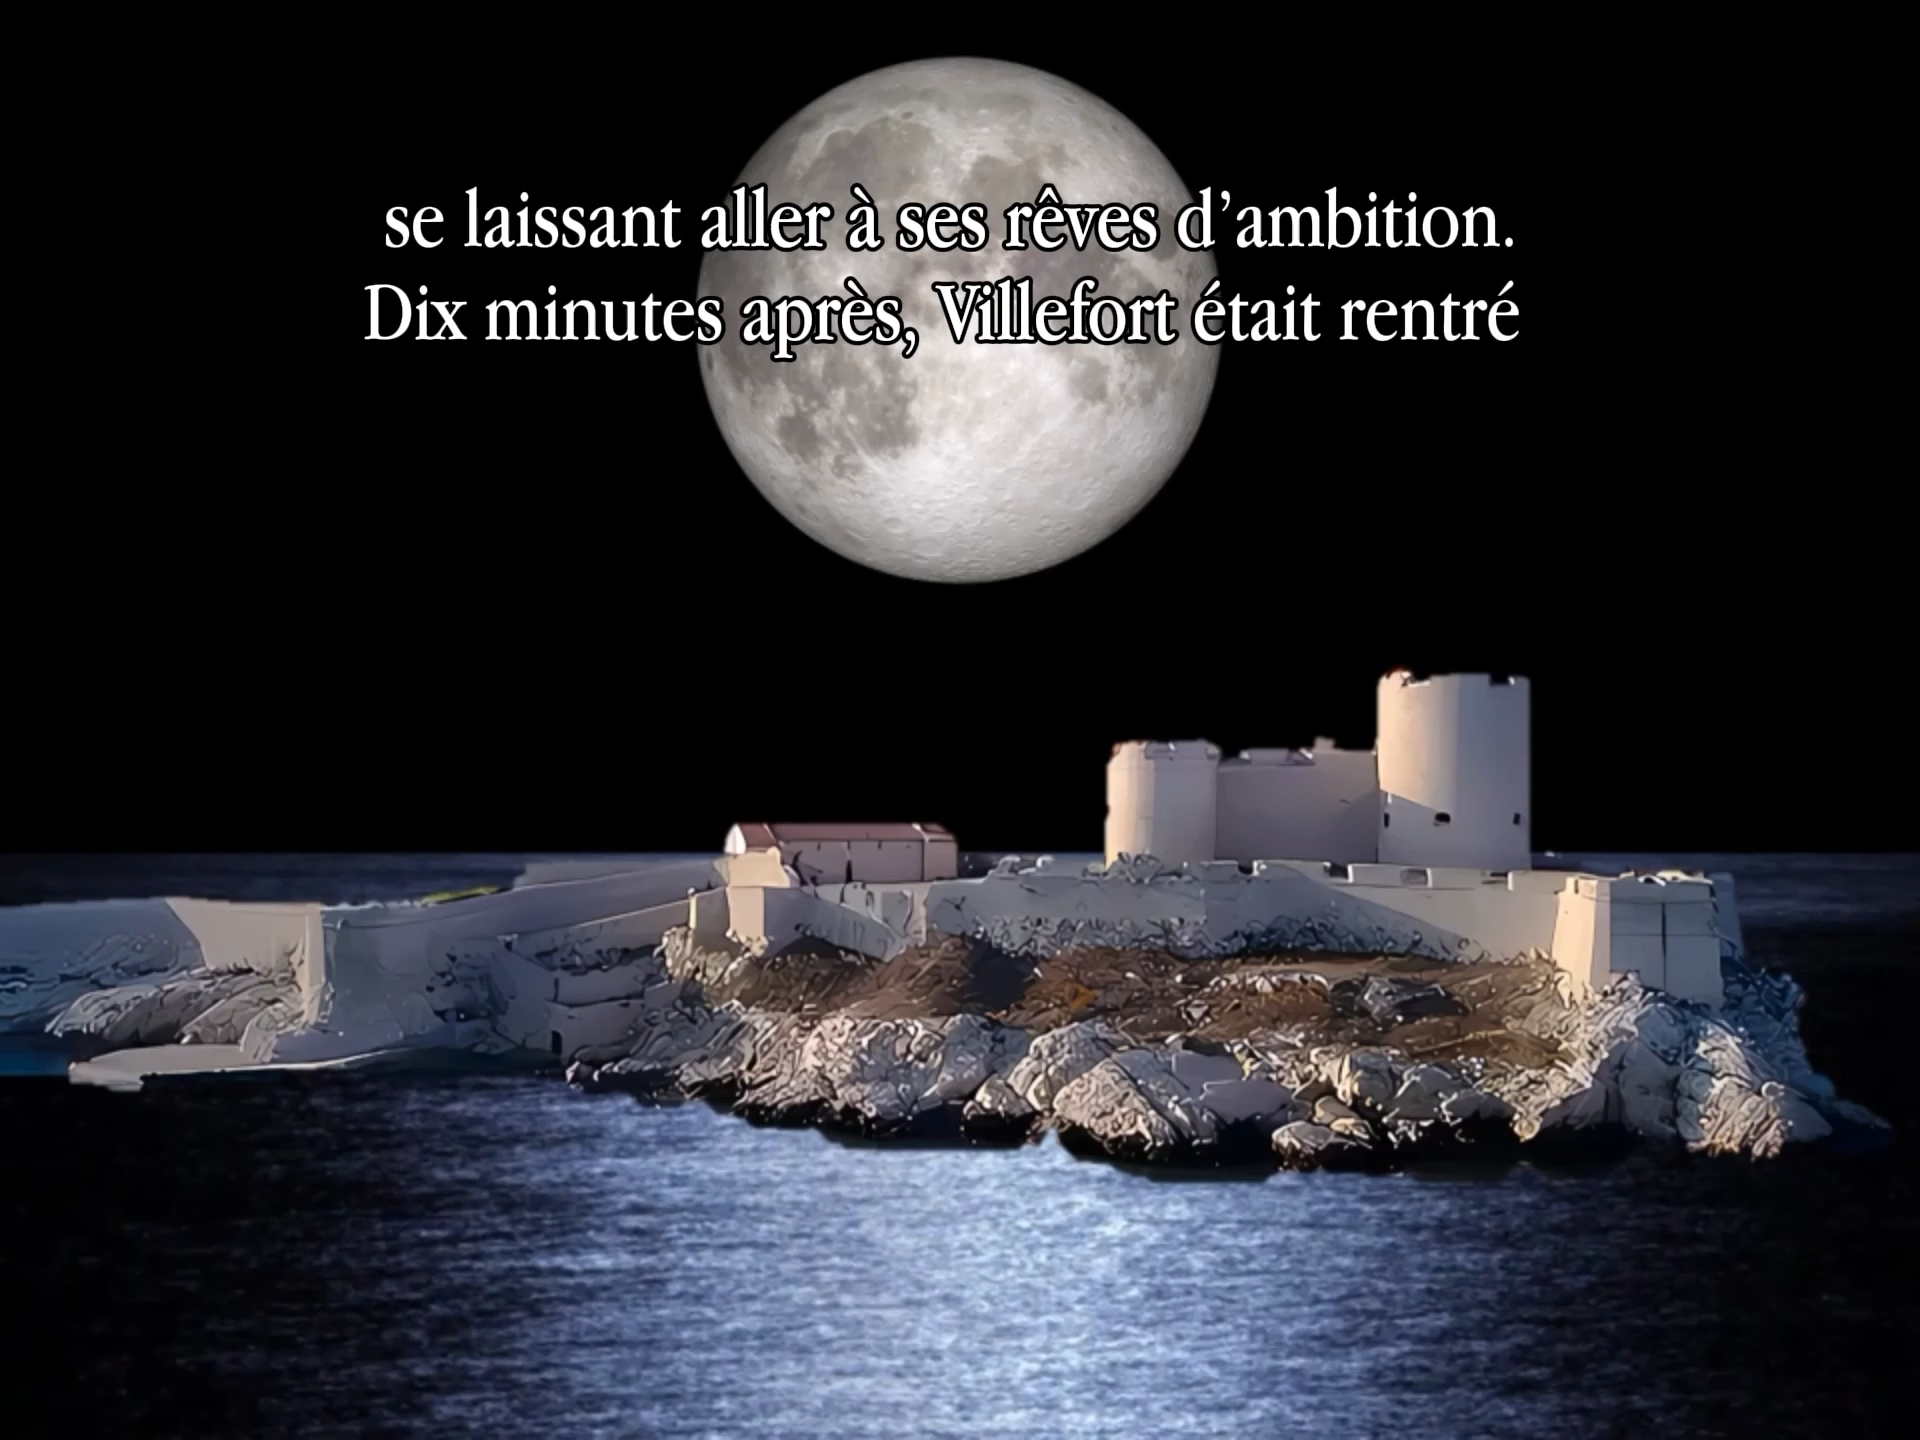 se laissant aller à ses rêves d’ambition.
Dix minutes après, Villefort était rentré